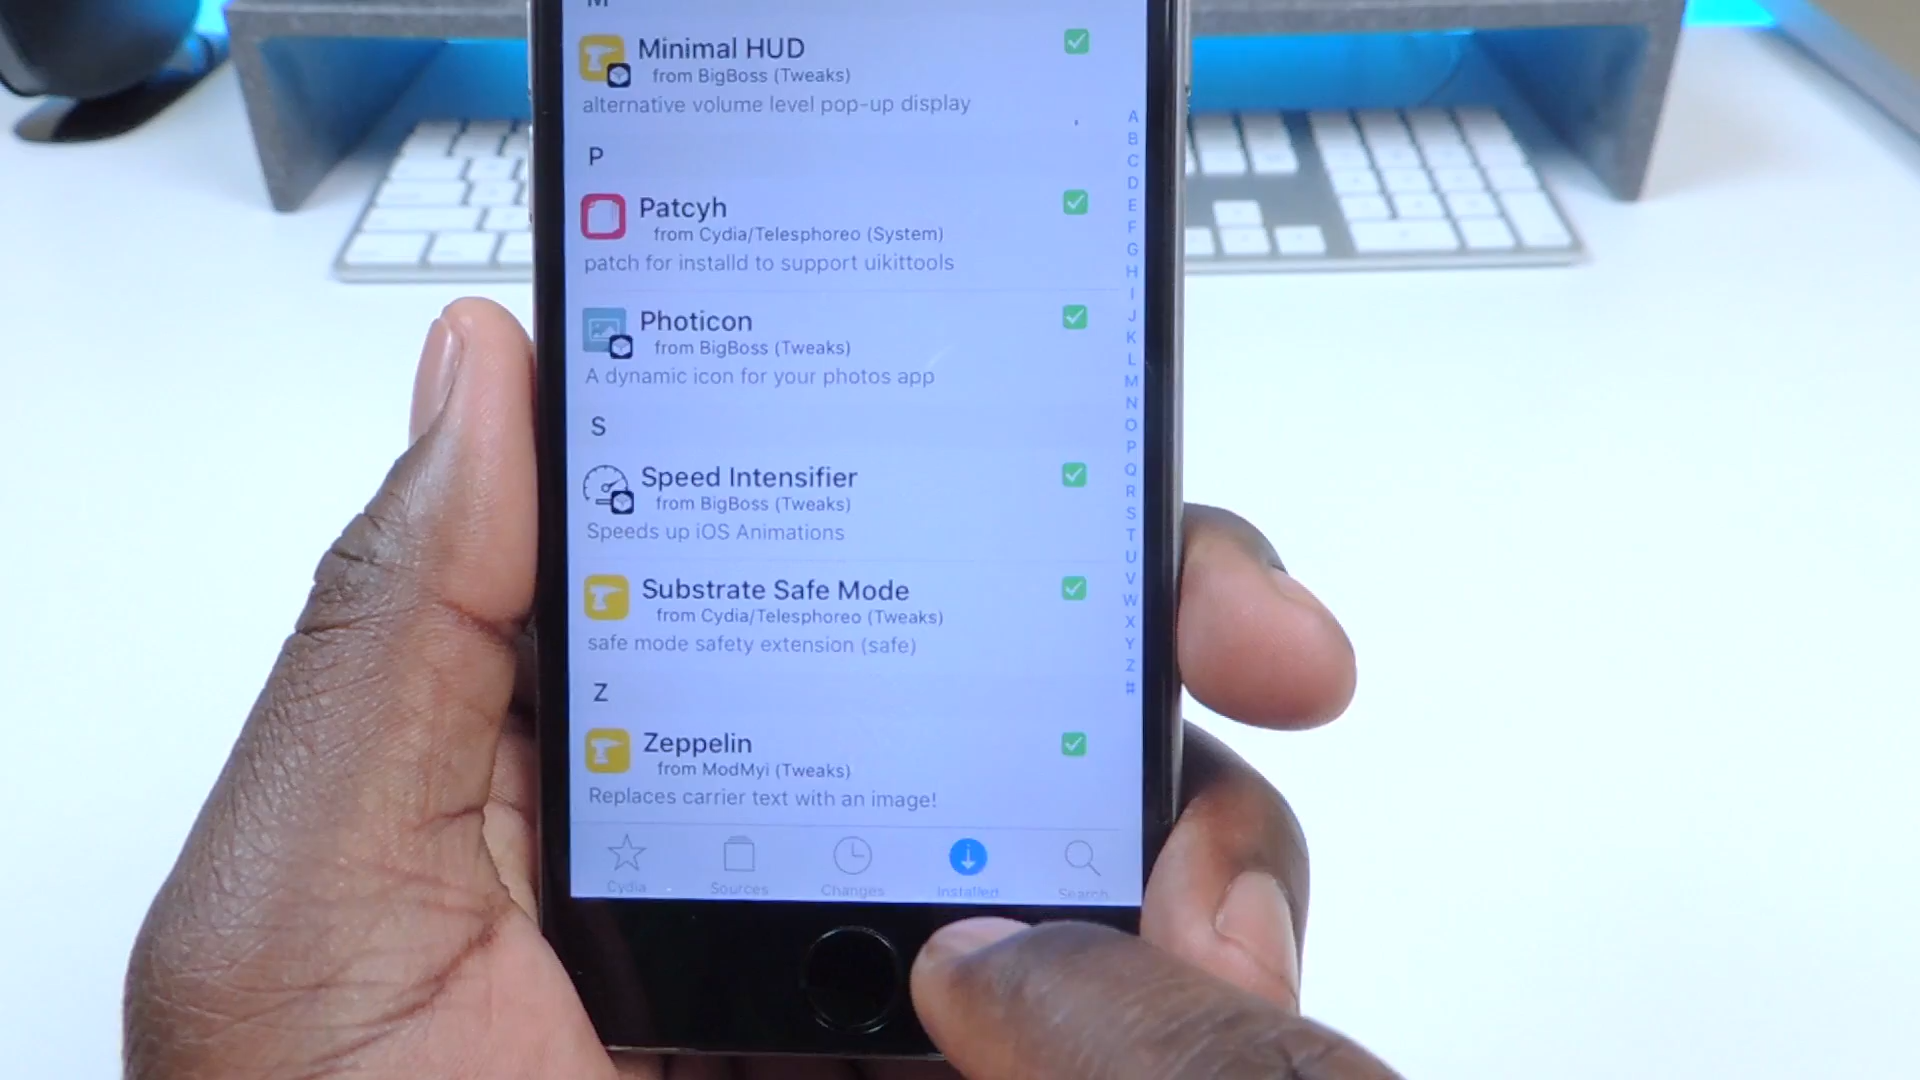 M
Minimal HUD
from BigBoss (Tweaks)
alternative volume level pop-up display
P
Patcyh
from Cydia/Telesphoreo (System)
patch for installd to support uikittools
Photicon
from BigBoss (Tweaks)
A dynamic icon for your photos app
S
Speed Intensifier
from BigBoss (Tweaks)
Speeds up iOS Animations
Substrate Safe Mode
from Cydia/Telesphoreo (Tweaks)
safe mode safety extension (safe)
Z
Zeppelin
from ModMyi (Tweaks)
Replaces carrier text with an image!
A
B
C
D
E
F
G
H
I
J
K
L
M
N
O
P
Q
R
S
T
U
V
W
X
Y
Z
#
Cydia Sources Changes Installed Search